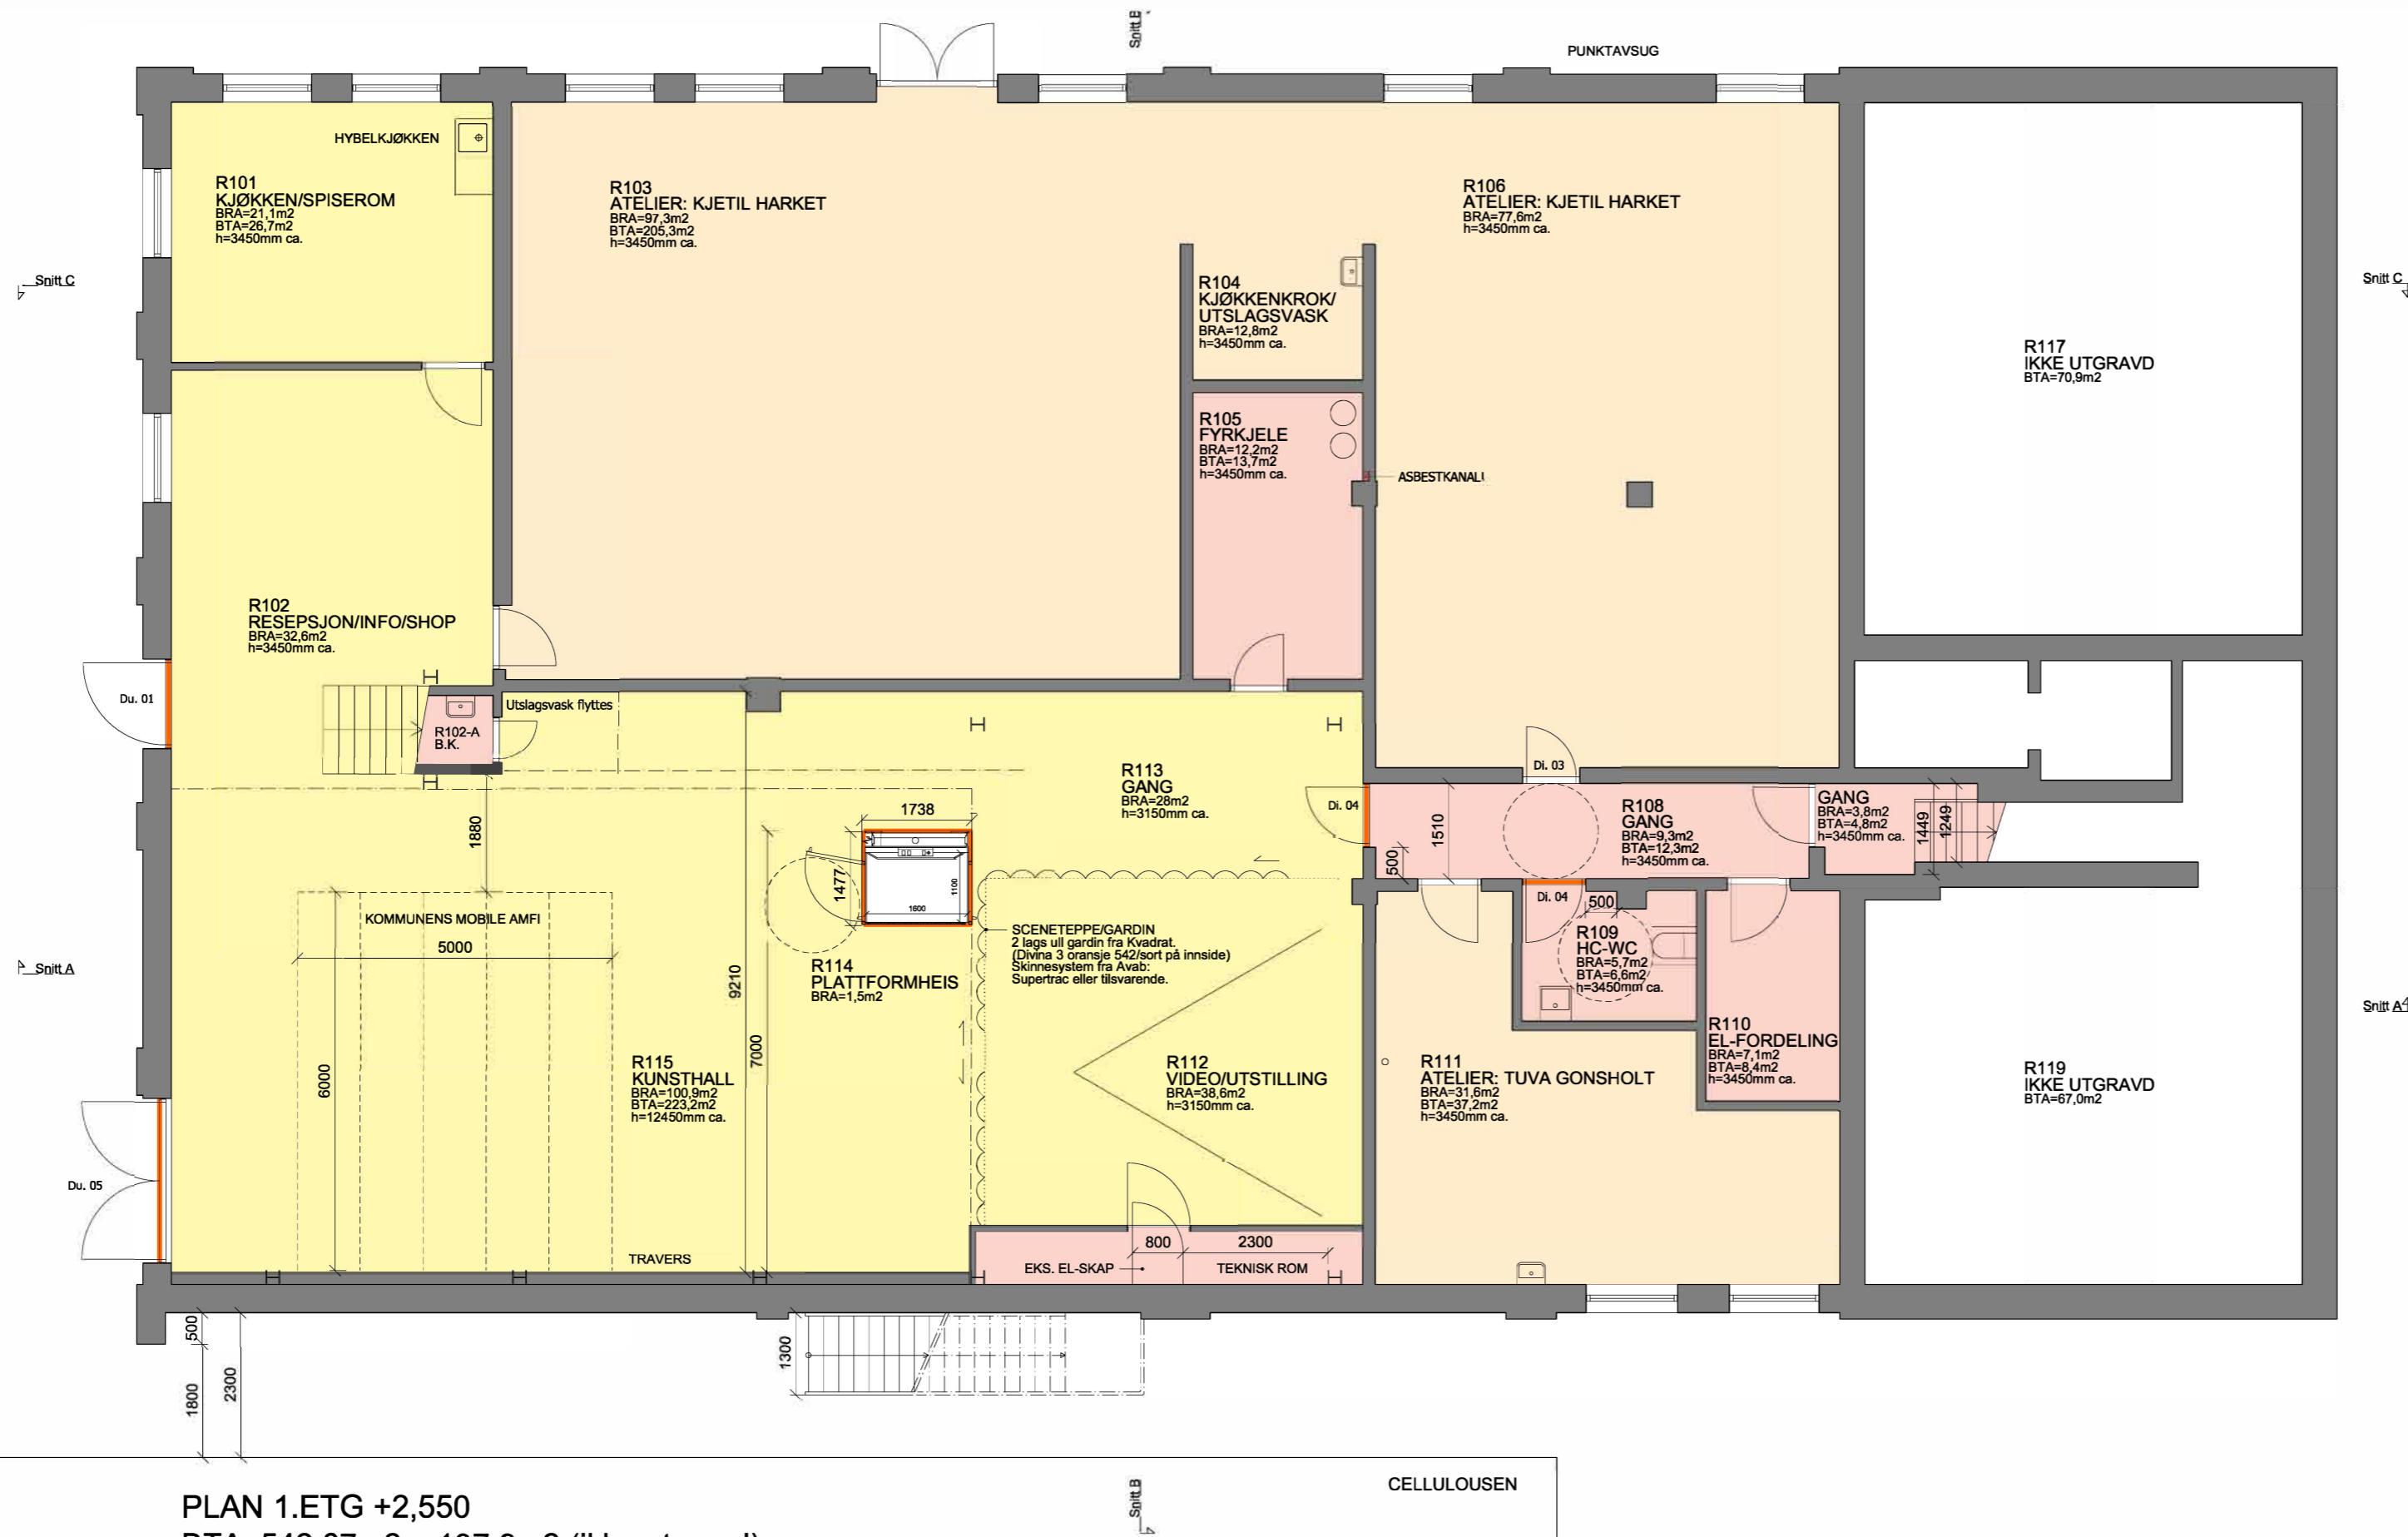 Snitt B
PUNKTAVSUG
HYBELKJØKKEN
R101
KJØKKEN/SPISEROM
BRA=21,1m2
BTA=26,7m2
h=3450mm ca.
R103
ATELIER: KJETIL HARKET
BRA=97,3m2
BTA=205,3m2
h=3450mm ca.
R106
ATELIER: KJETIL HARKET
BRA=77,6m2
h=3450mm ca.
Snitt C
R104
KJØKKENKROK/
UTSLAGSVASK
BRA=12,8m2
h=3450mm ca.
Snitt C
R117
IKKE UTGRAVD
BTA=70,9m2
R105
FYRKJELE
BRA=12,2m2
BTA=13,7m2
h=3450mm ca.
ASBESTKANAL
R102
RESEPSJON/INFO/SHOP
BRA=32,6m2
h=3450mm ca.
Du. 01
Utslagsvask flyttes
R102-A
B.K.
R113
GANG
BRA=28m2
h=3150mm ca.
Di. 03
Di. 04
R108
GANG
BRA=9,3m2
BTA=12,3m2
h=3450mm ca.
GANG
BRA=3,8m2
BTA=4,8m2
h=3450mm ca.
1449
1249
1738
1880
1477
1100
1600
1510
500
KOMMUNENS MOBILE AMFI
5000
SCENETEPPE/GARDIN
2 lags ull gardin fra Kvadrat.
(Divina 3 oransje 542/sort på innside)
Skinnesystem fra Avab:
Supertrac eller tilsvarende.
Di. 04
500
R109
HC-WC
BRA=5,7m2
BTA=6,6m2
h=3450mm ca.
Snitt A
R114
PLATTFORMHEIS
BRA=1,5m2
9210
7000
6000
Snitt A
R110
EL-FORDELING
BRA=7,1m2
BTA=8,4m2
h=3450mm ca.
R115
KUNSTHALL
BRA=100,9m2
BTA=223,2m2
h=12450mm ca.
R112
VIDEO/UTSTILLING
BRA=38,6m2
h=3150mm ca.
R111
ATELIER: TUVA GONSHOLT
BRA=31,6m2
BTA=37,2m2
h=3450mm ca.
R119
IKKE UTGRAVD
BTA=67,0m2
Du. 05
TRAVERS
800
2300
EKS. EL-SKAP
TEKNISK ROM
500
1300
1800
2300
CELLULOUSEN
Snitt B
PLAN 1.ETG +2,550